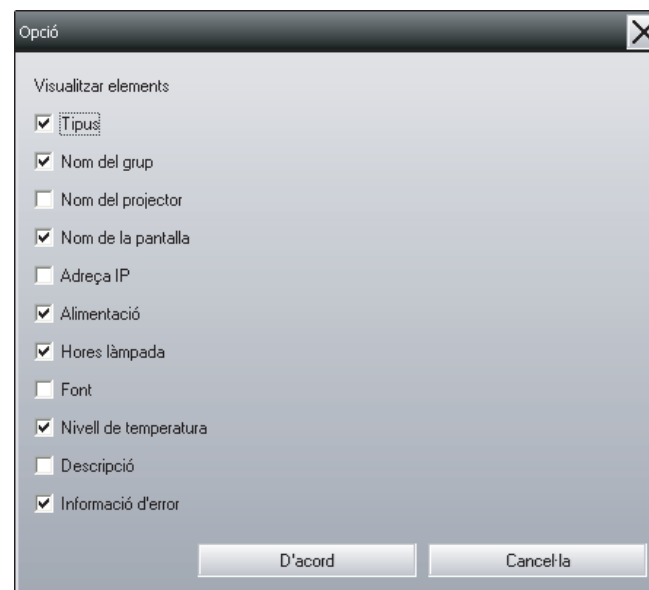 Opció
Visualitzar elements
Tipus
Nom del grup
Nom del projector
Nom de la pantalla
Adreça IP
Alimentació
Hores làmpada
Font
Nivell de temperatura
Descripció
Informació d'error
D'acord
Cancel·la